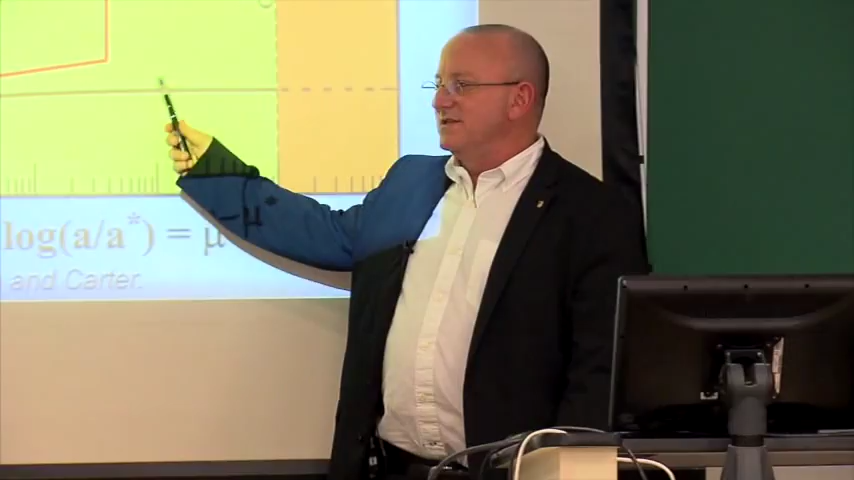 log(a/a*) = μ - μ*
and Carter.